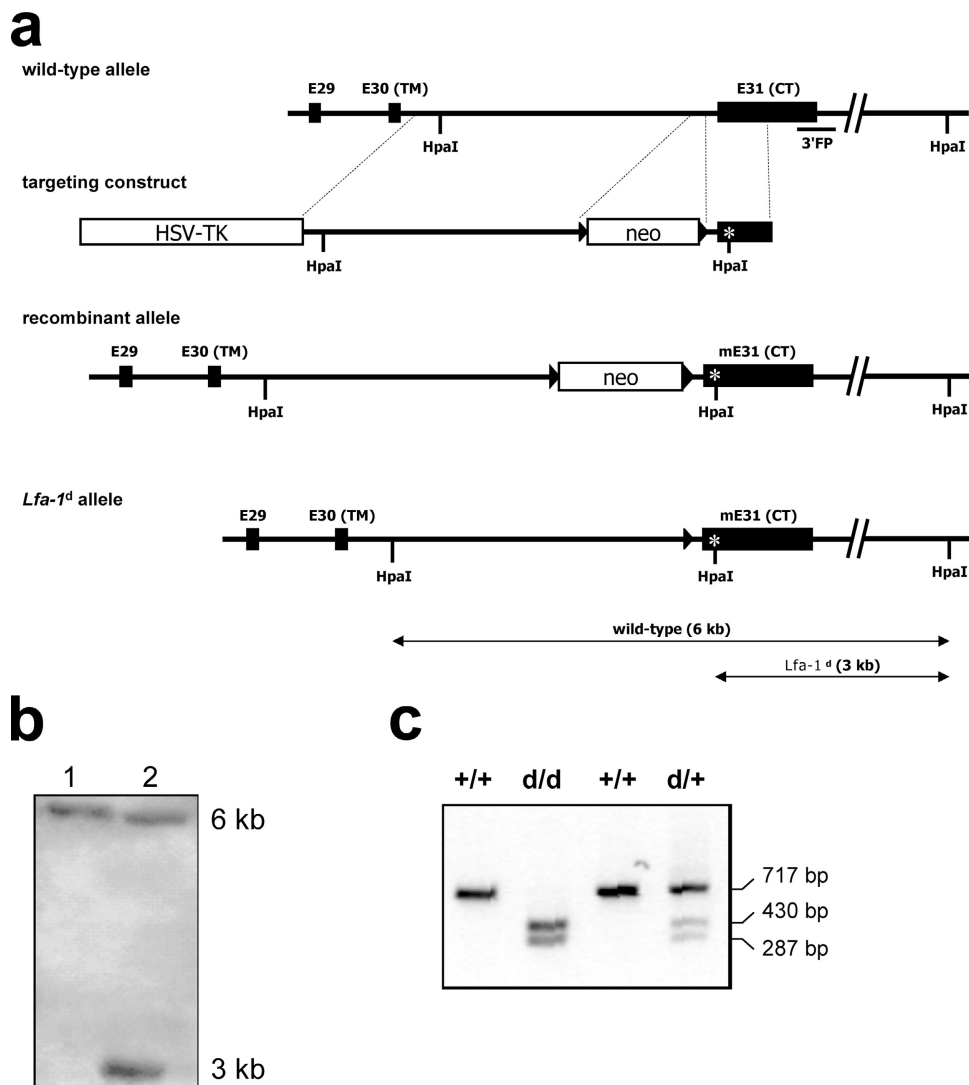 a
wild-type allele
E29 E30 (TM) E31 (CT)
HpaI 3'FP HpaI
targeting construct
HSV-TK neo *
HpaI HpaI
recombinant allele
E29 E30 (TM) mE31 (CT)
neo *
HpaI HpaI HpaI
Lfa-1ᵈ allele
E29 E30 (TM) mE31 (CT)
*
HpaI HpaI HpaI
wild-type (6 kb)
Lfa-1 ᵈ (3 kb)
b
1 2
6 kb
3 kb
c
+/+ d/d +/+ d/+
717 bp
430 bp
287 bp